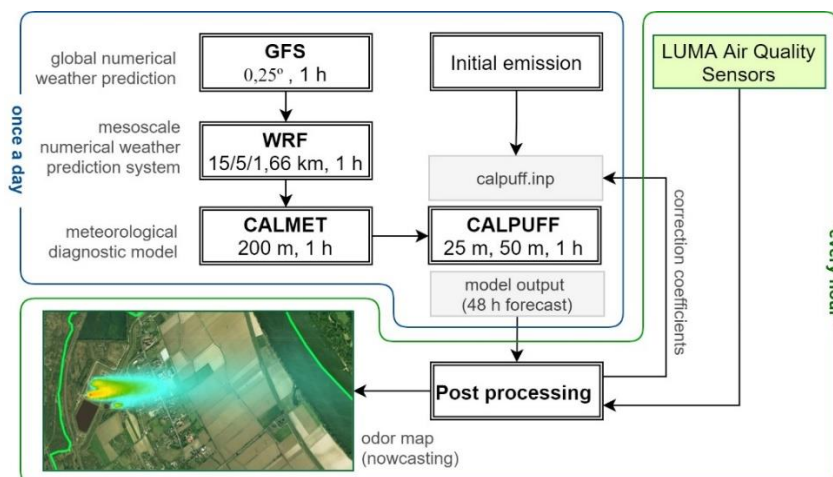 global numerical
weather prediction
GFS
0,25º , 1 h
Initial emission
LUMA Air Quality
Sensors
once a day
mesoscale
numerical weather
prediction system
WRF
15/5/1,66 km, 1 h
calpuff.inp
correction coefficients
meteorological
diagnostic model
CALMET
200 m, 1 h
CALPUFF
25 m, 50 m, 1 h
model output
(48 h forecast)
Post processing
odor map
(nowcasting)